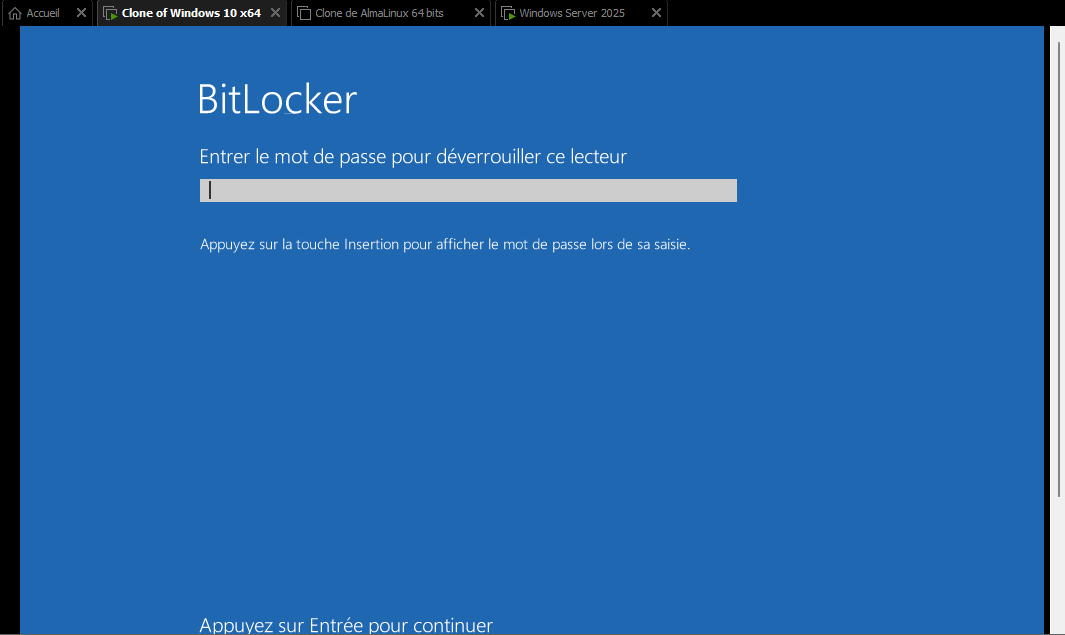 Accueil
Clone of Windows 10 x64
Clone de AlmaLinux 64 bits
Windows Server 2025
BitLocker
Entrer le mot de passe pour déverrouiller ce lecteur
Appuyez sur la touche Insertion pour afficher le mot de passe lors de sa saisie.
Appuyez sur Entrée pour continuer